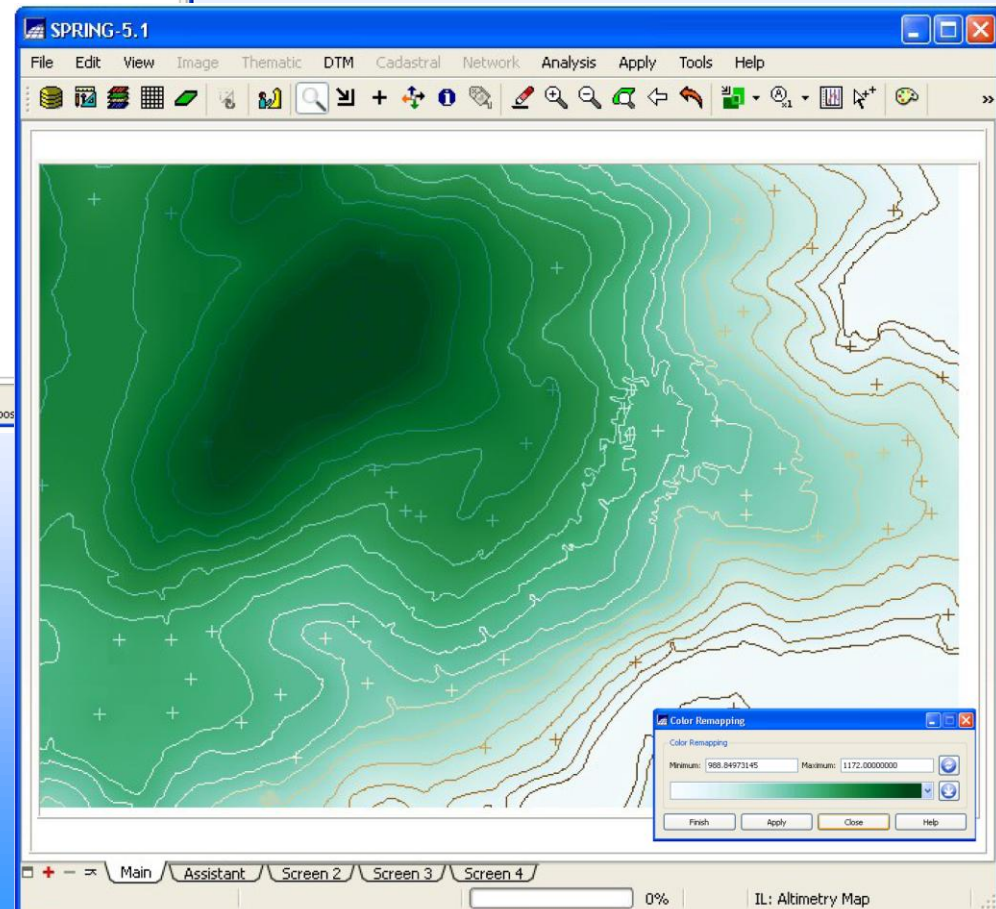 SPRING-5.1
File Edit View Image Thematic DTM Cadastral Network Analysis Apply Tools Help
»
Color Remapping
Color Remapping
Minimum: 988.84973145 Maximum: 1172.00000000
Finish Apply Close Help
Main Assistant Screen 2 Screen 3 Screen 4
0% IL: Altimetry Map